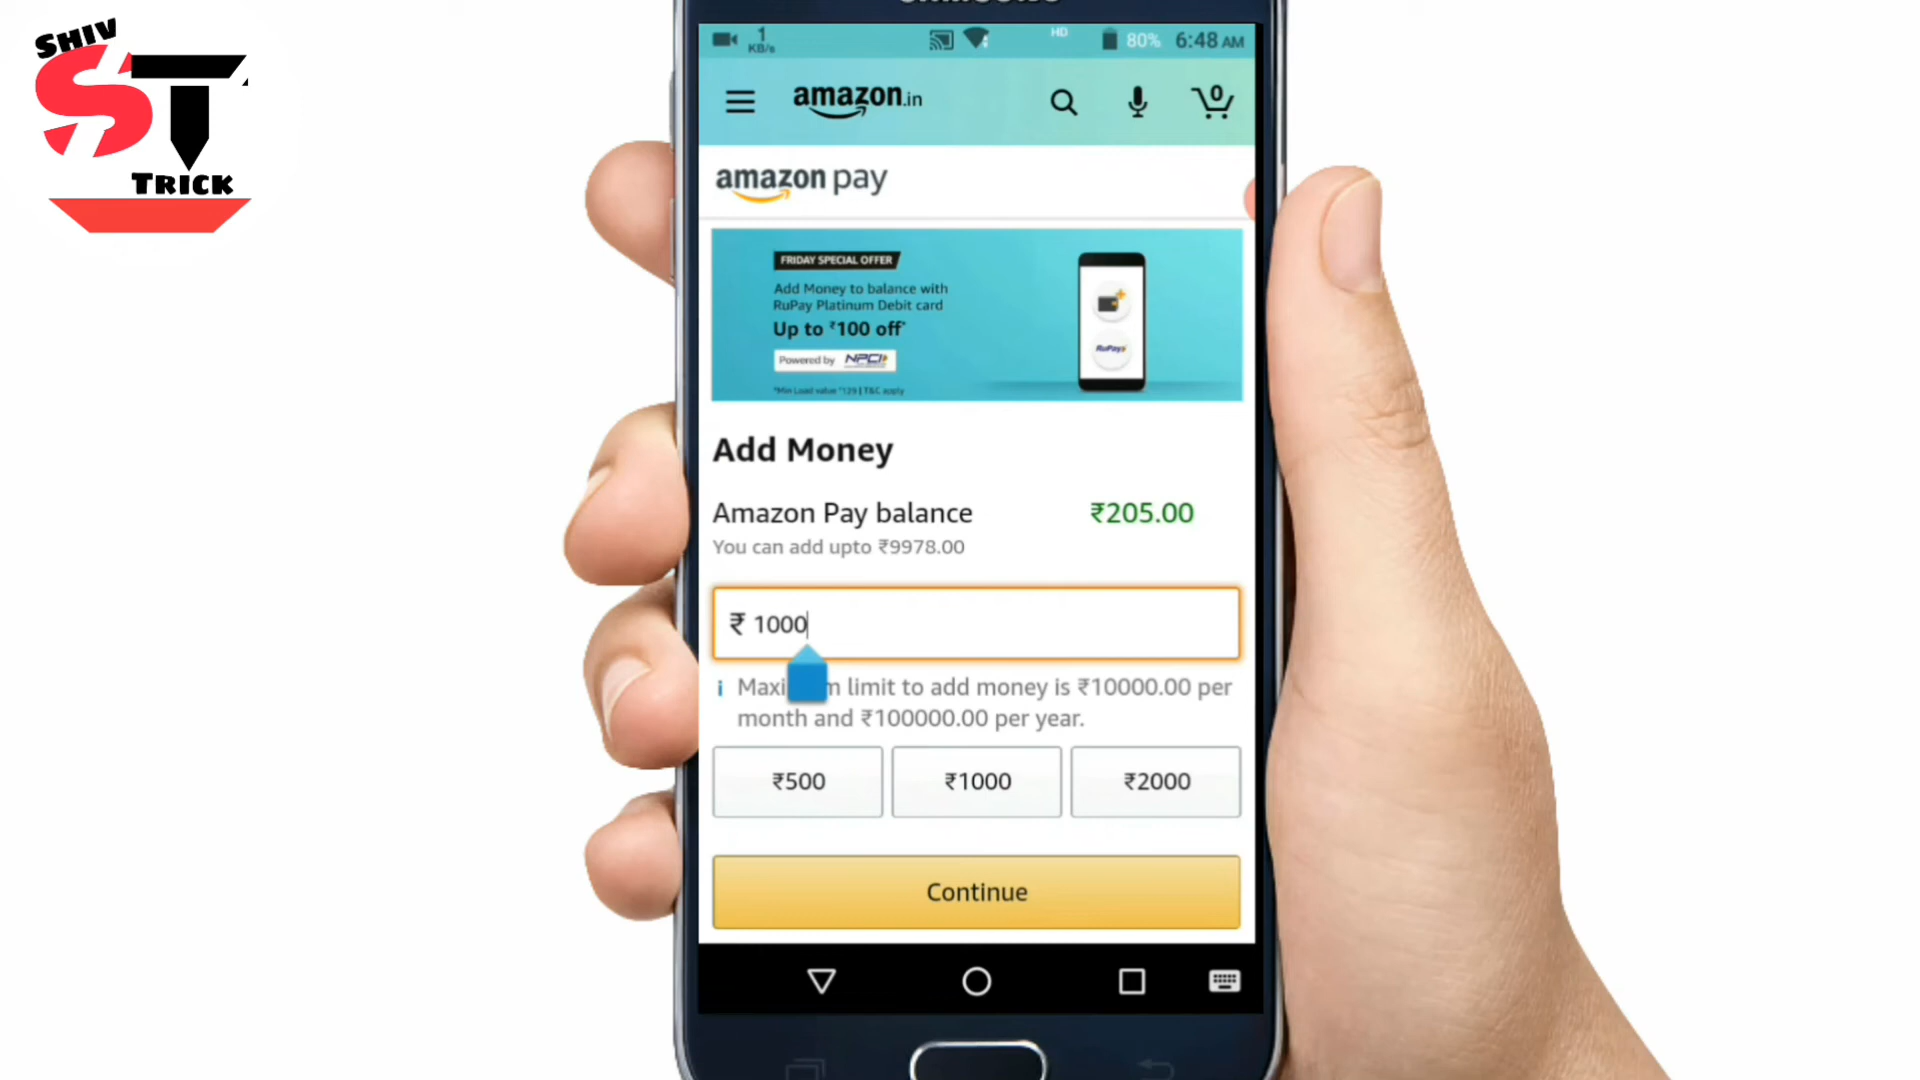 SHIV
ST
TRICK
1
KB/s
HD
80%
6:48 AM
amazon.in
0
amazon pay
FRIDAY SPECIAL OFFER
Add Money to balance with
RuPay Platinum Debit card
Up to ₹100 off*
Powered by NPCI
T&C apply
RuPay
Add Money
Amazon Pay balance ₹205.00
You can add upto ₹9978.00
₹ 1000
limit to add money is ₹10000.00 per
month and ₹100000.00 per year.
₹500 ₹1000 ₹2000
Continue